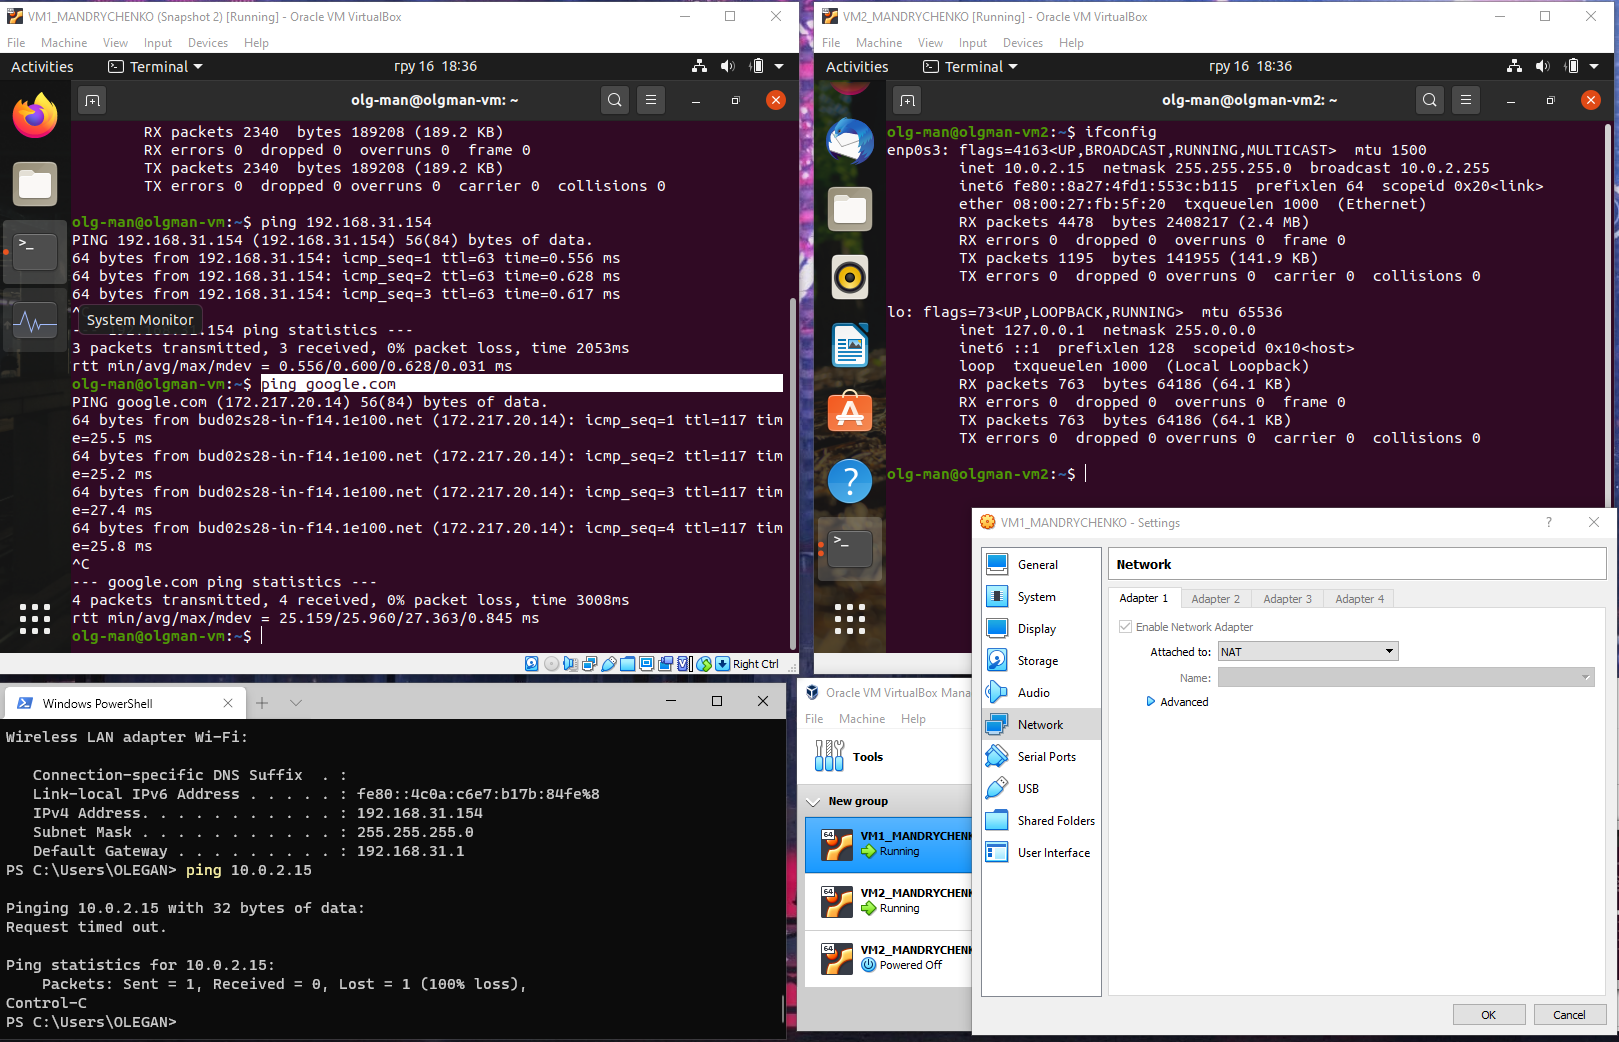 VM1_MANDRYCHENKO (Snapshot 2) [Running] - Oracle VM VirtualBox
File Machine View Input Devices Help
Activities Terminal гру 16 18:36
olg-man@olgman-vm: ~
RX packets 2340  bytes 189208 (189.2 KB)
RX errors 0  dropped 0  overruns 0  frame 0
TX packets 2340  bytes 189208 (189.2 KB)
TX errors 0  dropped 0 overruns 0  carrier 0  collisions 0
olg-man@olgman-vm:~$ ping 192.168.31.154
PING 192.168.31.154 (192.168.31.154) 56(84) bytes of data.
64 bytes from 192.168.31.154: icmp_seq=1 ttl=63 time=0.556 ms
64 bytes from 192.168.31.154: icmp_seq=2 ttl=63 time=0.628 ms
64 bytes from 192.168.31.154: icmp_seq=3 ttl=63 time=0.617 ms
^
System Monitor
.154 ping statistics ---
3 packets transmitted, 3 received, 0% packet loss, time 2053ms
rtt min/avg/max/mdev = 0.556/0.600/0.628/0.031 ms
olg-man@olgman-vm:~$ ping google.com
PING google.com (172.217.20.14) 56(84) bytes of data.
64 bytes from bud02s28-in-f14.1e100.net (172.217.20.14): icmp_seq=1 ttl=117 tim
e=25.5 ms
64 bytes from bud02s28-in-f14.1e100.net (172.217.20.14): icmp_seq=2 ttl=117 tim
e=25.2 ms
64 bytes from bud02s28-in-f14.1e100.net (172.217.20.14): icmp_seq=3 ttl=117 tim
e=27.4 ms
64 bytes from bud02s28-in-f14.1e100.net (172.217.20.14): icmp_seq=4 ttl=117 tim
e=25.8 ms
^C
--- google.com ping statistics ---
4 packets transmitted, 4 received, 0% packet loss, time 3008ms
rtt min/avg/max/mdev = 25.159/25.960/27.363/0.845 ms
olg-man@olgman-vm:~$
Right Ctrl
VM2_MANDRYCHENKO [Running] - Oracle VM VirtualBox
File Machine View Input Devices Help
Activities Terminal гру 16 18:36
olg-man@olgman-vm2: ~
olg-man@olgman-vm2:~$ ifconfig
enp0s3: flags=4163<UP,BROADCAST,RUNNING,MULTICAST>  mtu 1500
inet 10.0.2.15  netmask 255.255.255.0  broadcast 10.0.2.255
inet6 fe80::8a27:4fd1:553c:b115  prefixlen 64  scopeid 0x20<link>
ether 08:00:27:fb:5f:20  txqueuelen 1000  (Ethernet)
RX packets 4478  bytes 2408217 (2.4 MB)
RX errors 0  dropped 0  overruns 0  frame 0
TX packets 1195  bytes 141955 (141.9 KB)
TX errors 0  dropped 0 overruns 0  carrier 0  collisions 0
lo: flags=73<UP,LOOPBACK,RUNNING>  mtu 65536
inet 127.0.0.1  netmask 255.0.0.0
inet6 ::1  prefixlen 128  scopeid 0x10<host>
loop  txqueuelen 1000  (Local Loopback)
RX packets 763  bytes 64186 (64.1 KB)
RX errors 0  dropped 0  overruns 0  frame 0
TX packets 763  bytes 64186 (64.1 KB)
TX errors 0  dropped 0 overruns 0  carrier 0  collisions 0
olg-man@olgman-vm2:~$
Windows PowerShell
Wireless LAN adapter Wi-Fi:
Connection-specific DNS Suffix  . :
Link-local IPv6 Address . . . . . : fe80::4c0a:c6e7:b17b:84fe%8
IPv4 Address. . . . . . . . . . . : 192.168.31.154
Subnet Mask . . . . . . . . . . . : 255.255.255.0
Default Gateway . . . . . . . . . : 192.168.31.1
PS C:\Users\OLEGAN> ping 10.0.2.15
Pinging 10.0.2.15 with 32 bytes of data:
Request timed out.
Ping statistics for 10.0.2.15:
Packets: Sent = 1, Received = 0, Lost = 1 (100% loss),
Control-C
PS C:\Users\OLEGAN>
Oracle VM VirtualBox Mana
File Machine Help
Tools
New group
64
VM1_MANDRYCHENK
Running
64
VM2_MANDRYCHENK
Running
64
VM2_MANDRYCHENK
Powered Off
VM1_MANDRYCHENKO - Settings
General
System
Display
Storage
Audio
Network
Serial Ports
USB
Shared Folders
User Interface
Network
Adapter 1 Adapter 2 Adapter 3 Adapter 4
Enable Network Adapter
Attached to: NAT
Name:
Advanced
OK Cancel